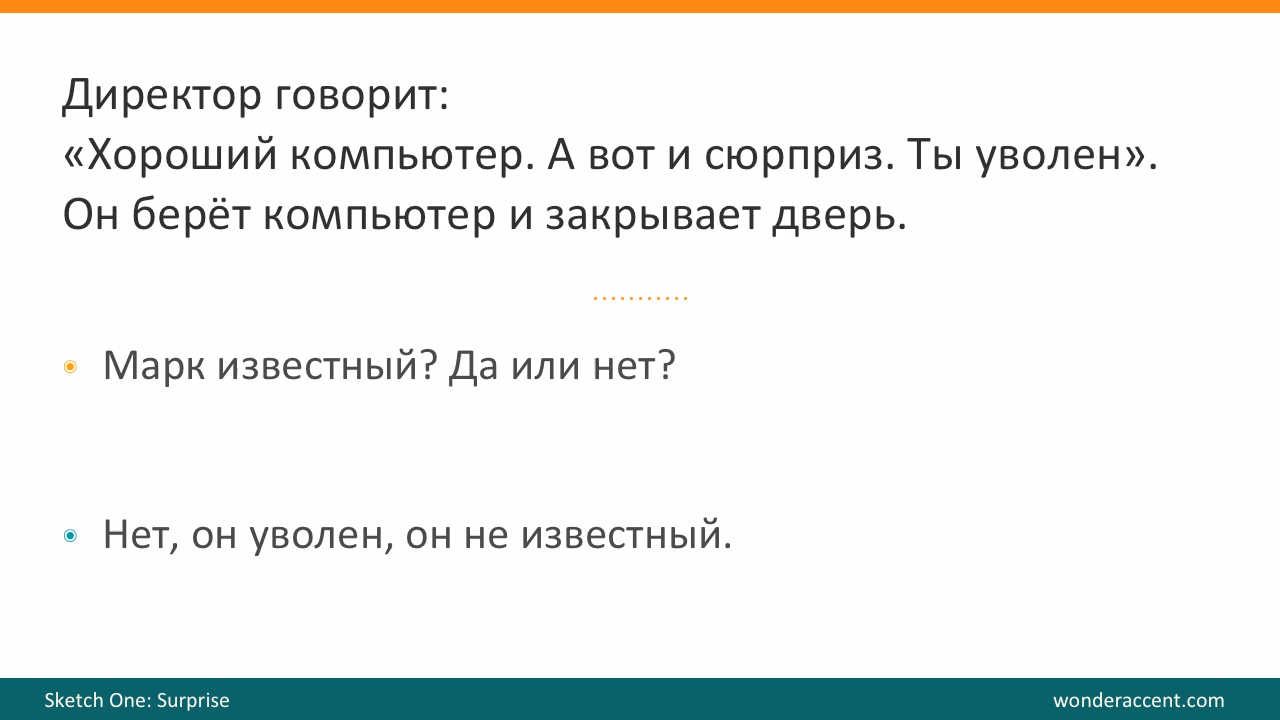 Директор говорит:
«Хороший компьютер. А вот и сюрприз. Ты уволен».
Он берёт компьютер и закрывает дверь.
...........
Марк известный? Да или нет?
Нет, он уволен, он не известный.
Sketch One: Surprise
wonderaccent.com